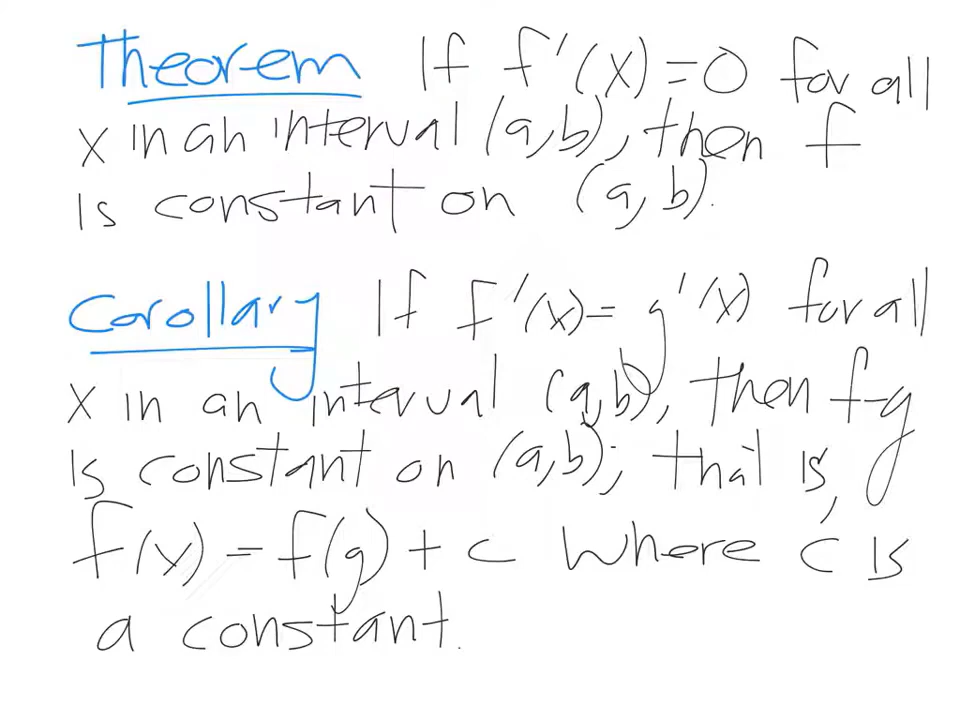 Theorem If f'(x)=0 for all
x in an interval (a,b), then f
is constant on (a,b).
Corollary If f'(x)=g'(x) for all
x in an interval (a,b), then f-g
is constant on (a,b); that is,
f(x) = f(g) + c where c is
a constant.